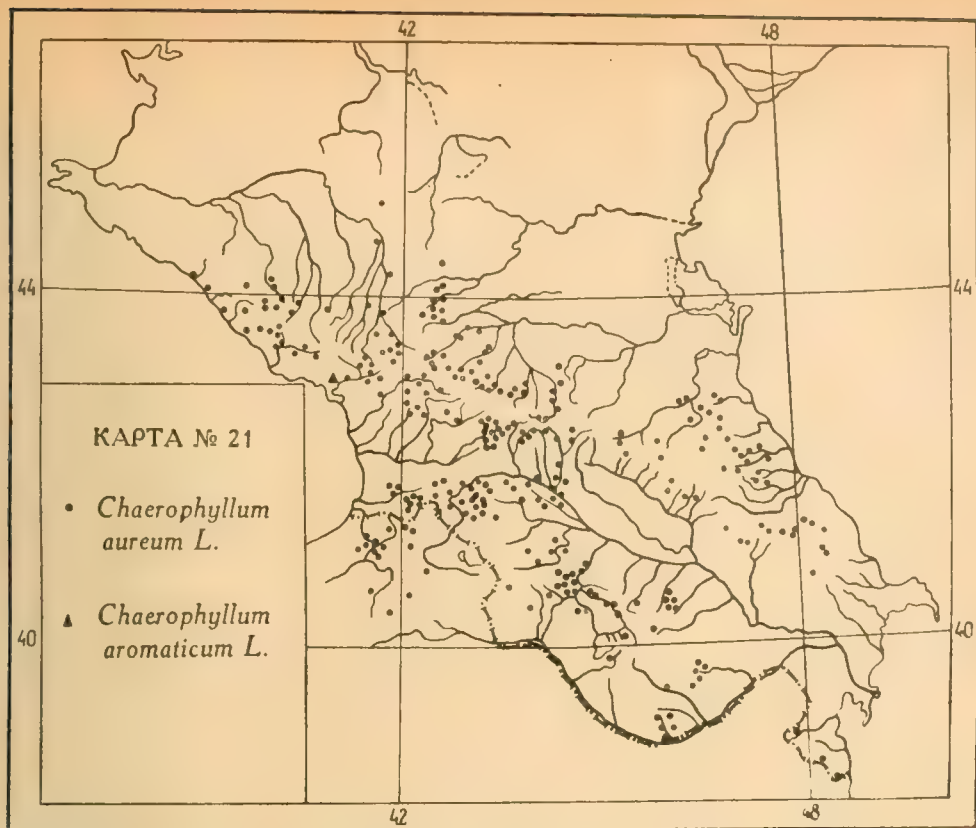 42 48
44 44
КАРТА № 21
Chaerophyllum
aureum L.
Chaerophyllum
aromaticum L.
40 40
42 48